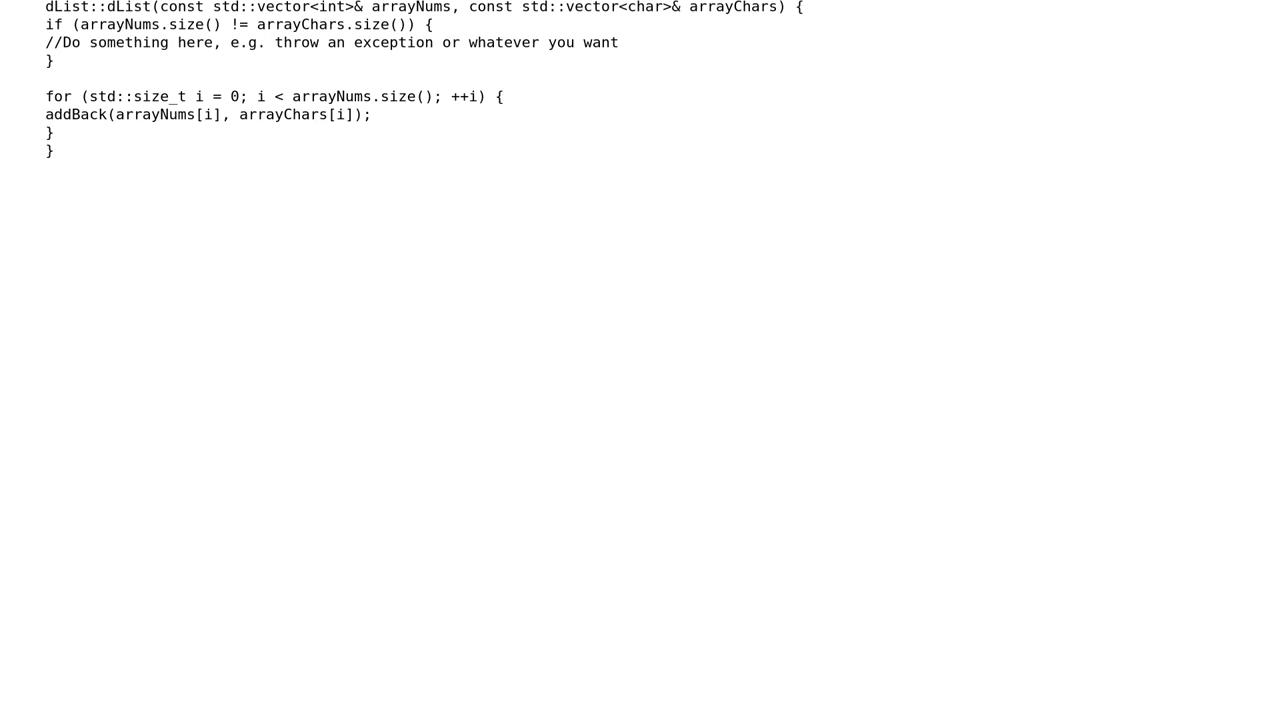 dList::dList(const std::vector<int>& arrayNums, const std::vector<char>& arrayChars) {
if (arrayNums.size() != arrayChars.size()) {
//Do something here, e.g. throw an exception or whatever you want
}

for (std::size_t i = 0; i < arrayNums.size(); ++i) {
addBack(arrayNums[i], arrayChars[i]);
}
}